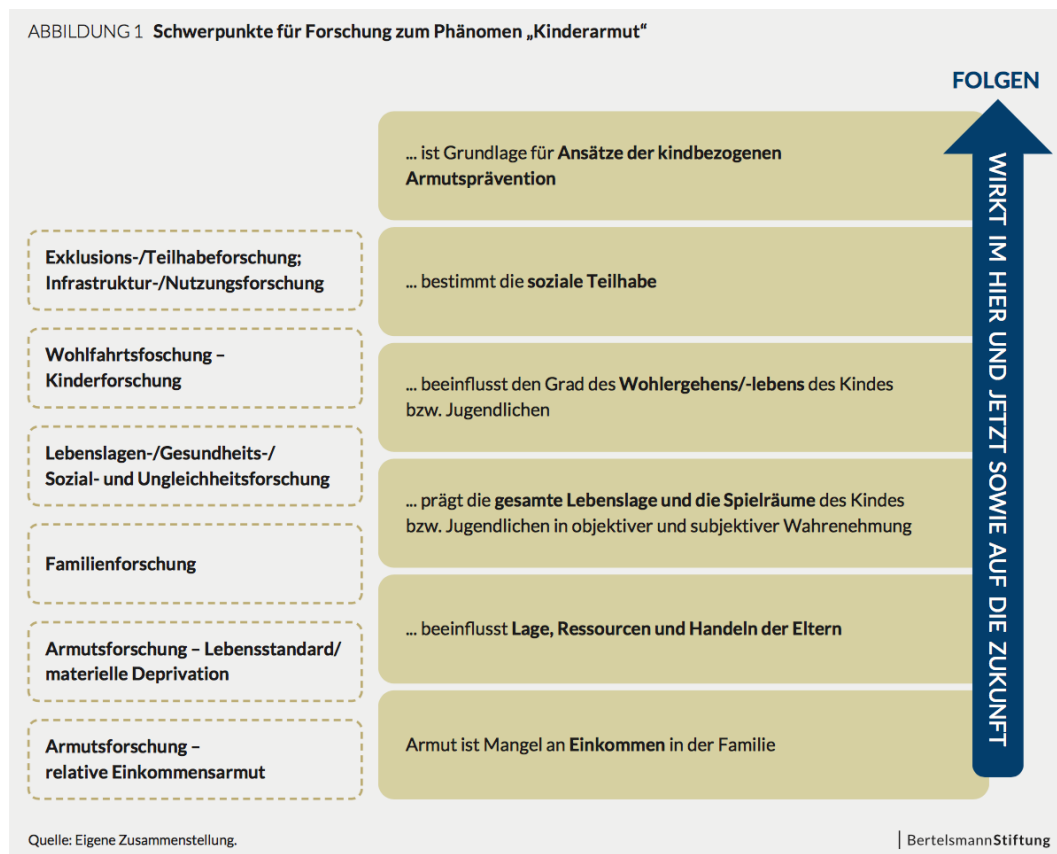 ABBILDUNG 1 Schwerpunkte für Forschung zum Phänomen „Kinderarmut“
FOLGEN
... ist Grundlage für Ansätze der kindbezogenen
Armutsprävention
Exklusions-/Teilhabeforschung;
Infrastruktur-/Nutzungsforschung
... bestimmt die soziale Teilhabe
Wohlfahrtsfoschung –
Kinderforschung
... beeinflusst den Grad des Wohlergehens/-lebens des Kindes
bzw. Jugendlichen
Lebenslagen-/Gesundheits-/
Sozial- und Ungleichheitsforschung
... prägt die gesamte Lebenslage und die Spielräume des Kindes
bzw. Jugendlichen in objektiver und subjektiver Wahrenehmung
Familienforschung
... beeinflusst Lage, Ressourcen und Handeln der Eltern
Armutsforschung – Lebensstandard/
materielle Deprivation
Armutsforschung –
relative Einkommensarmut
Armut ist Mangel an Einkommen in der Familie
WIRKT IM HIER UND JETZT SOWIE AUF DIE ZUKUNFT
Quelle: Eigene Zusammenstellung.
BertelsmannStiftung